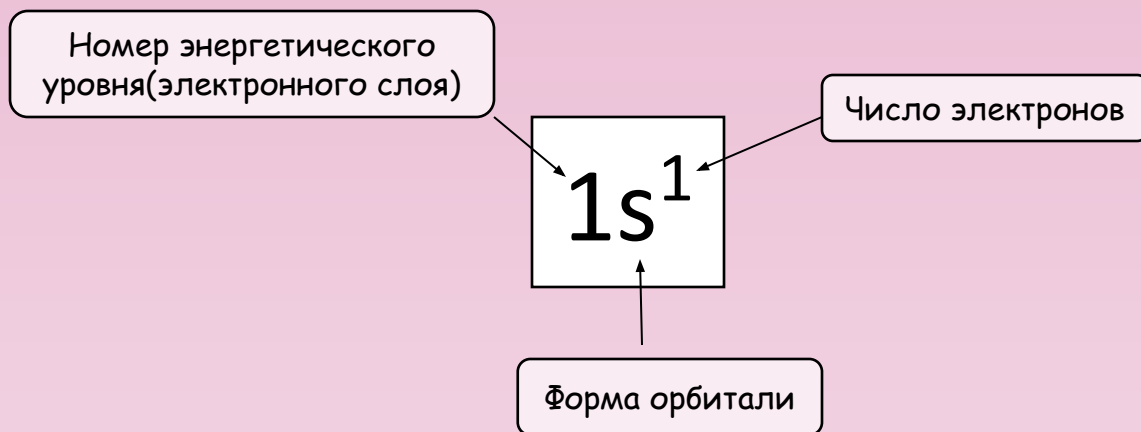 Номер энергетического
уровня(электронного слоя)
Число электронов
1s¹
Форма орбитали